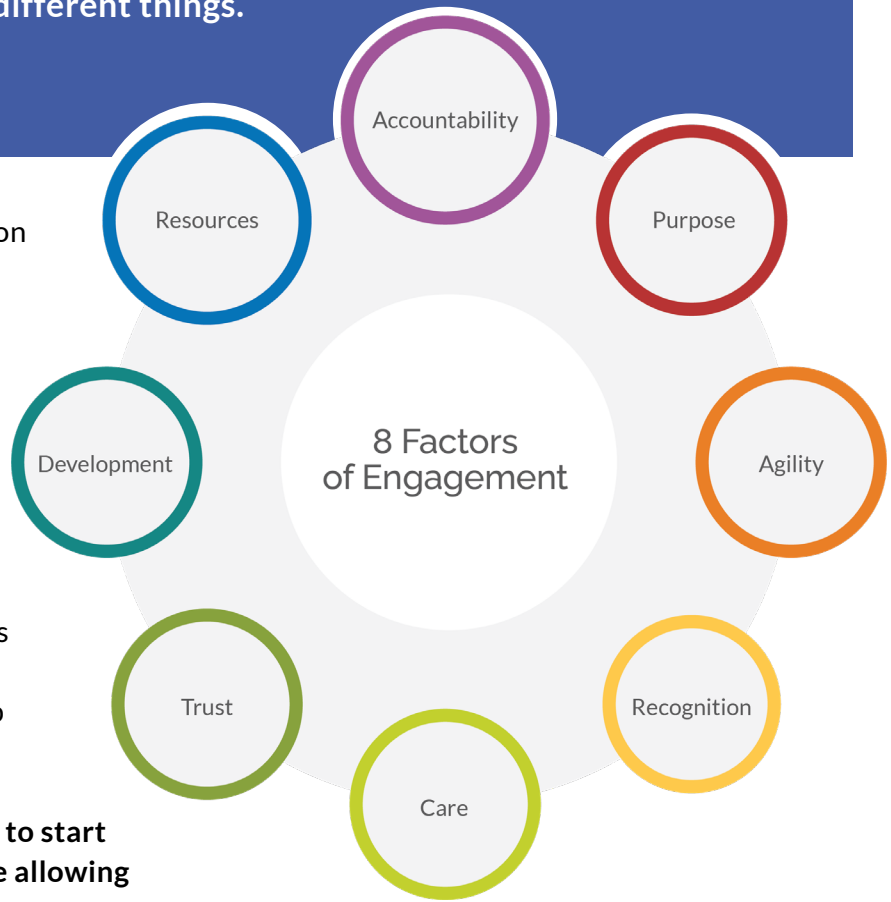 different things.
Accountability
Resources
Purpose
on
8 Factors
of Engagement
Development
Agility
s
Trust
Recognition
Care
to start
allowing